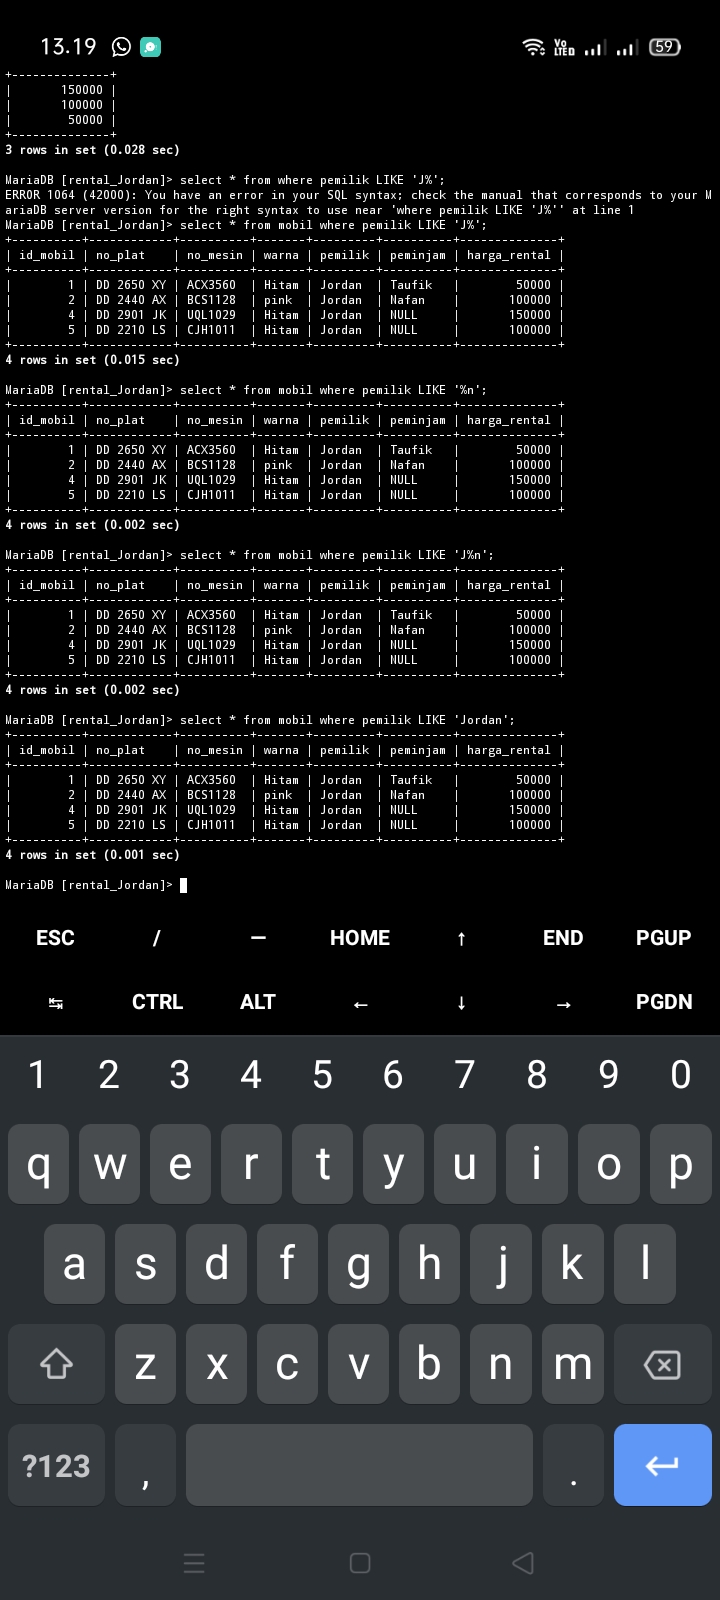 13.19 Vo LTED 59
+--------------+
|       150000 |
|       100000 |
|        50000 |
+--------------+
3 rows in set (0.028 sec)
MariaDB [rental_Jordan]> select * from where pemilik LIKE 'J%';
ERROR 1064 (42000): You have an error in your SQL syntax; check the manual that corresponds to your M
ariaDB server version for the right syntax to use near 'where pemilik LIKE 'J%'' at line 1
MariaDB [rental_Jordan]> select * from mobil where pemilik LIKE 'J%';
+----------+------------+----------+-------+---------+----------+--------------+
| id_mobil | no_plat    | no_mesin | warna | pemilik | peminjam | harga_rental |
+----------+------------+----------+-------+---------+----------+--------------+
|        1 | DD 2650 XY | ACX3560  | Hitam | Jordan  | Taufik   |        50000 |
|        2 | DD 2440 AX | BCS1128  | pink  | Jordan  | Nafan    |       100000 |
|        4 | DD 2901 JK | UQL1029  | Hitam | Jordan  | NULL     |       150000 |
|        5 | DD 2210 LS | CJH1011  | Hitam | Jordan  | NULL     |       100000 |
+----------+------------+----------+-------+---------+----------+--------------+
4 rows in set (0.015 sec)
MariaDB [rental_Jordan]> select * from mobil where pemilik LIKE '%n';
+----------+------------+----------+-------+---------+----------+--------------+
| id_mobil | no_plat    | no_mesin | warna | pemilik | peminjam | harga_rental |
+----------+------------+----------+-------+---------+----------+--------------+
|        1 | DD 2650 XY | ACX3560  | Hitam | Jordan  | Taufik   |        50000 |
|        2 | DD 2440 AX | BCS1128  | pink  | Jordan  | Nafan    |       100000 |
|        4 | DD 2901 JK | UQL1029  | Hitam | Jordan  | NULL     |       150000 |
|        5 | DD 2210 LS | CJH1011  | Hitam | Jordan  | NULL     |       100000 |
+----------+------------+----------+-------+---------+----------+--------------+
4 rows in set (0.002 sec)
MariaDB [rental_Jordan]> select * from mobil where pemilik LIKE 'J%n';
+----------+------------+----------+-------+---------+----------+--------------+
| id_mobil | no_plat    | no_mesin | warna | pemilik | peminjam | harga_rental |
+----------+------------+----------+-------+---------+----------+--------------+
|        1 | DD 2650 XY | ACX3560  | Hitam | Jordan  | Taufik   |        50000 |
|        2 | DD 2440 AX | BCS1128  | pink  | Jordan  | Nafan    |       100000 |
|        4 | DD 2901 JK | UQL1029  | Hitam | Jordan  | NULL     |       150000 |
|        5 | DD 2210 LS | CJH1011  | Hitam | Jordan  | NULL     |       100000 |
+----------+------------+----------+-------+---------+----------+--------------+
4 rows in set (0.002 sec)
MariaDB [rental_Jordan]> select * from mobil where pemilik LIKE 'Jordan';
+----------+------------+----------+-------+---------+----------+--------------+
| id_mobil | no_plat    | no_mesin | warna | pemilik | peminjam | harga_rental |
+----------+------------+----------+-------+---------+----------+--------------+
|        1 | DD 2650 XY | ACX3560  | Hitam | Jordan  | Taufik   |        50000 |
|        2 | DD 2440 AX | BCS1128  | pink  | Jordan  | Nafan    |       100000 |
|        4 | DD 2901 JK | UQL1029  | Hitam | Jordan  | NULL     |       150000 |
|        5 | DD 2210 LS | CJH1011  | Hitam | Jordan  | NULL     |       100000 |
+----------+------------+----------+-------+---------+----------+--------------+
4 rows in set (0.001 sec)
MariaDB [rental_Jordan]>
ESC / — HOME ↑ END PGUP
↹ CTRL ALT ← ↓ → PGDN
1 2 3 4 5 6 7 8 9 0
q w e r t y u i o p
a s d f g h j k l
z x c v b n m
?123 , .